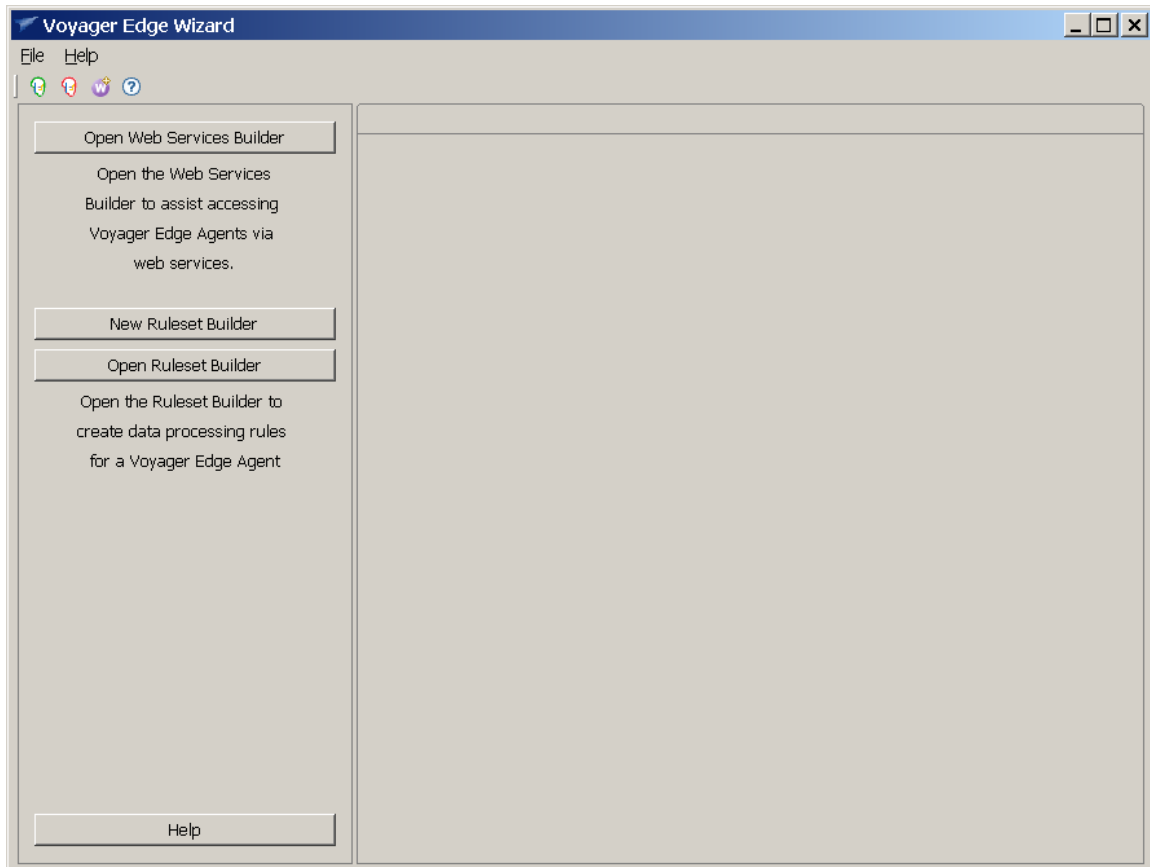 Voyager Edge Wizard
File Help
Open Web Services Builder
Open the Web Services
Builder to assist accessing
Voyager Edge Agents via
web services.
New Ruleset Builder
Open Ruleset Builder
Open the Ruleset Builder to
create data processing rules
for a Voyager Edge Agent
Help